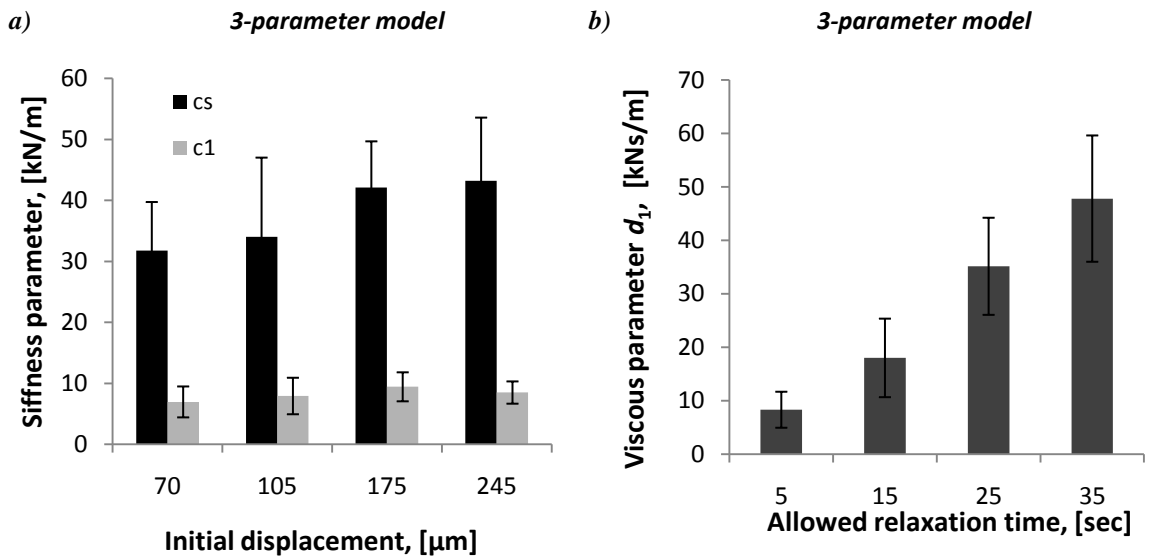 a)
3-parameter model
Siffness parameter, [kN/m]
60
50
40
30
20
10
0
cs
c1
70 105 175 245
Initial displacement, [μm]
b)
3-parameter model
Viscous parameter d1, [kNs/m]
70
60
50
40
30
20
10
0
5 15 25 35
Allowed relaxation time, [sec]